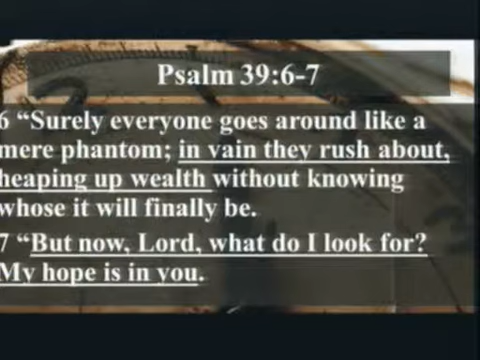 Psalm 39:6-7
6 “Surely everyone goes around like a
mere phantom; in vain they rush about,
heaping up wealth without knowing
whose it will finally be.
7 “But now, Lord, what do I look for?
My hope is in you.